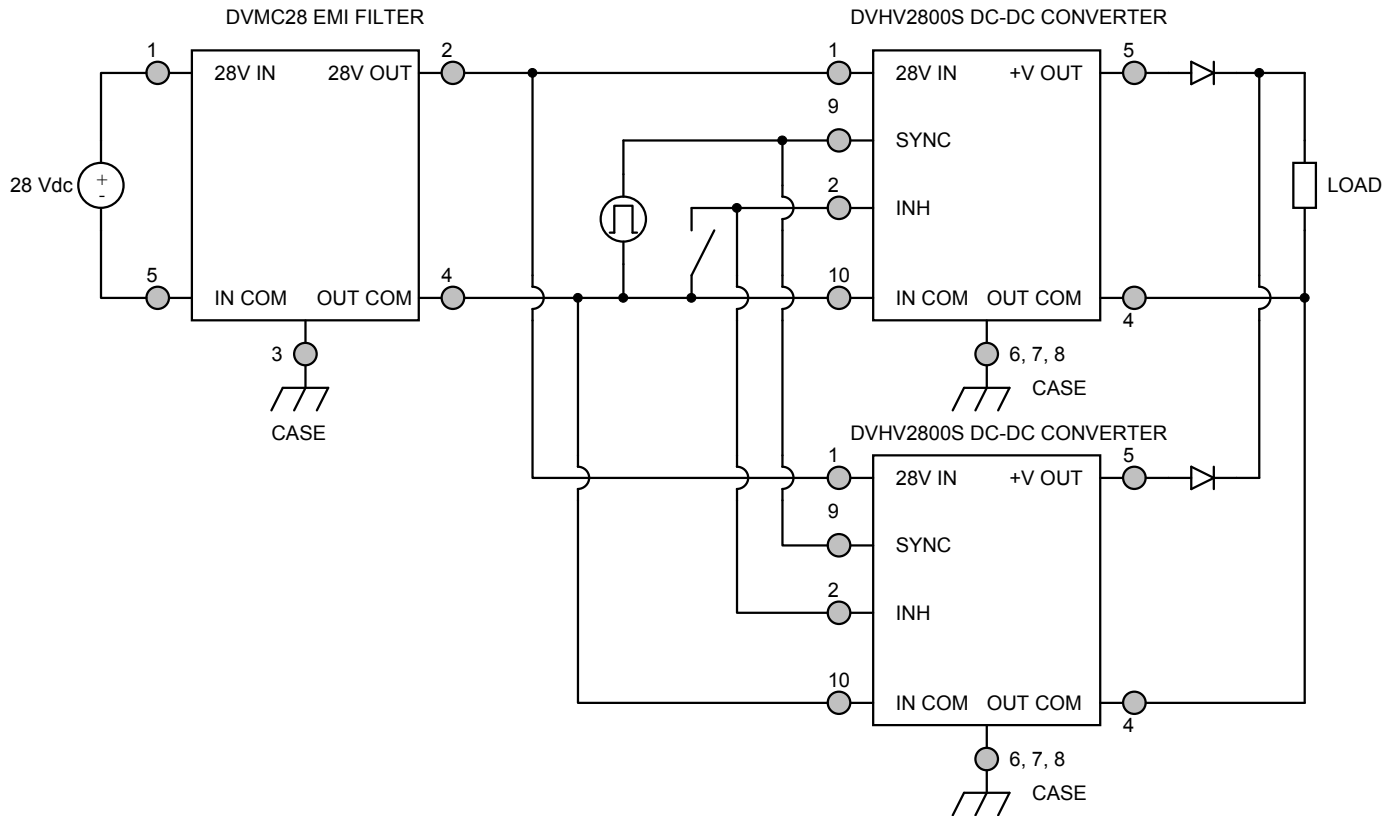 DVMC28 EMI FILTER
DVHV2800S DC-DC CONVERTER
1
2
1
5
28V IN
28V OUT
28V IN
+V OUT
9
SYNC
28 Vdc
+
-
2
LOAD
INH
5
4
10
IN COM
OUT COM
IN COM
OUT COM
4
3
6, 7, 8
CASE
CASE
DVHV2800S DC-DC CONVERTER
1
5
28V IN
+V OUT
9
SYNC
2
INH
10
IN COM
OUT COM
4
6, 7, 8
CASE